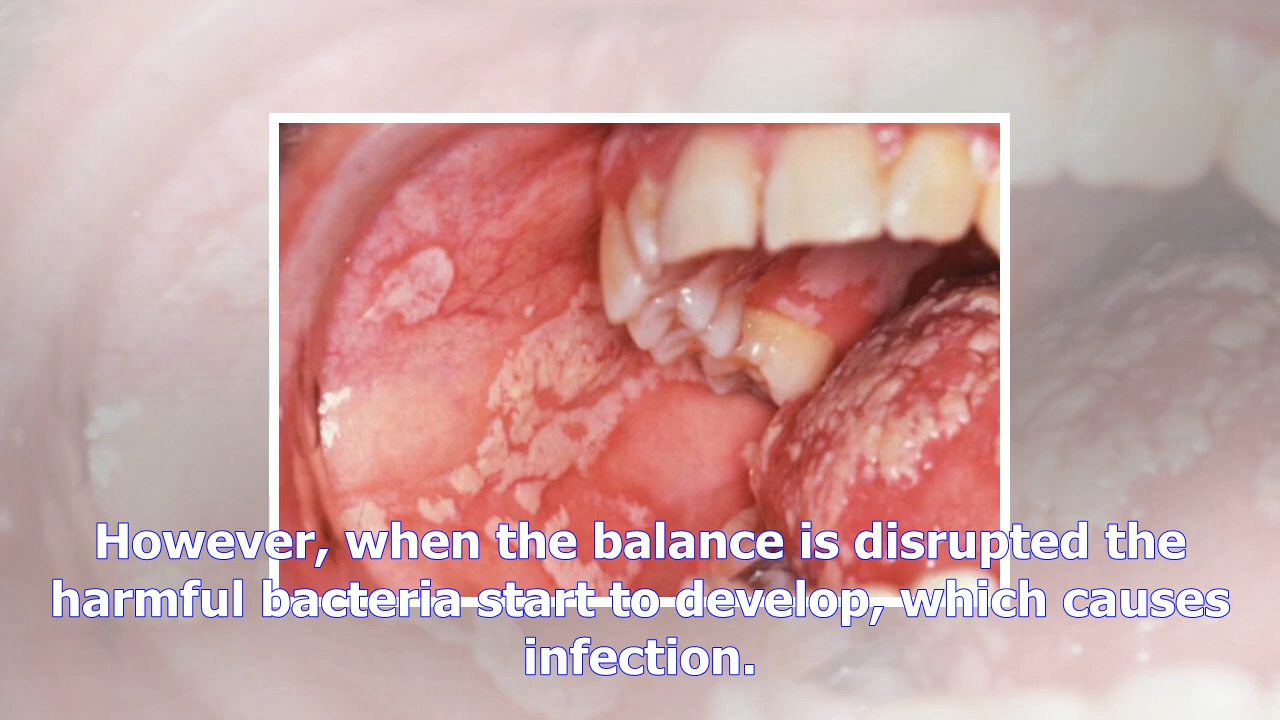 However, when the balance is disrupted the
harmful bacteria start to develop, which causes
infection.